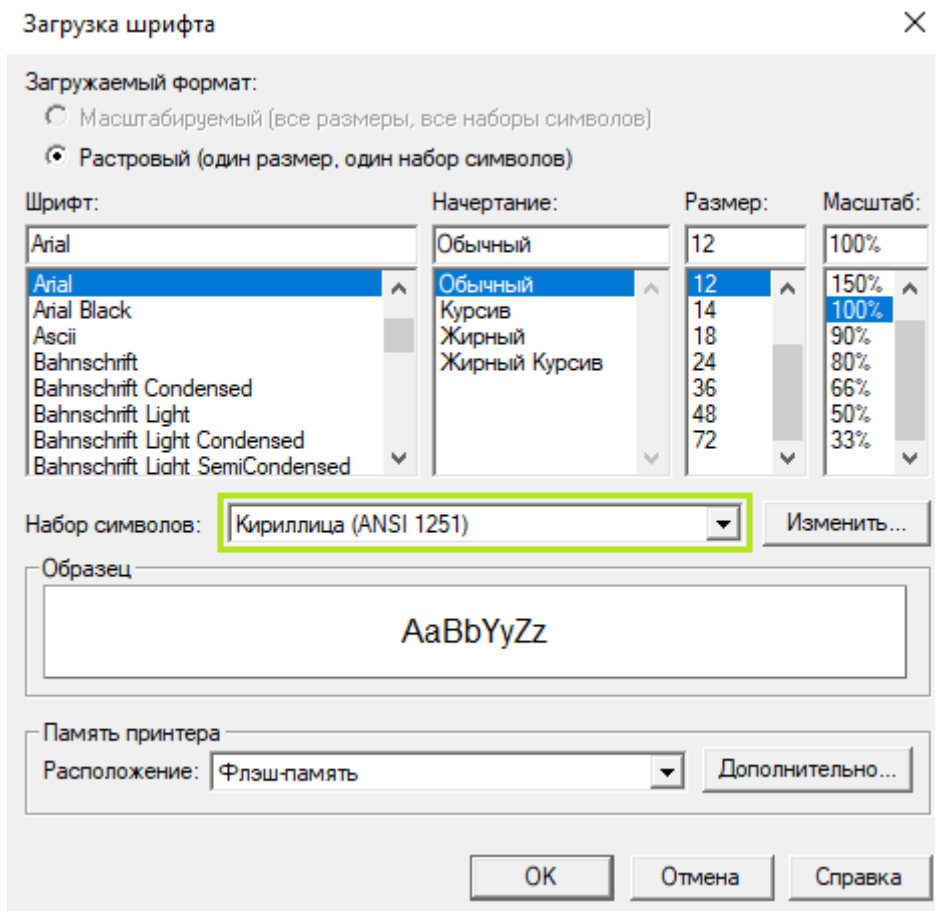 Загрузка шрифта
Загружаемый формат:
Масштабируемый (все размеры, все наборы символов)
Растровый (один размер, один набор символов)
Шрифт: Начертание: Размер: Масштаб:
Arial Обычный 12 100%
Arial Обычный 12 150%
Arial Black Курсив 14 100%
Ascii Жирный 18 90%
Bahnschrift Жирный Курсив 24 80%
Bahnschrift Condensed 36 66%
Bahnschrift Light 48 50%
Bahnschrift Light Condensed 72 33%
Bahnschrift Light SemiCondensed
Набор символов: Кириллица (ANSI 1251) Изменить...
Образец
AaBbYyZz
Память принтера
Расположение: Флэш-память Дополнительно...
OK Отмена Справка